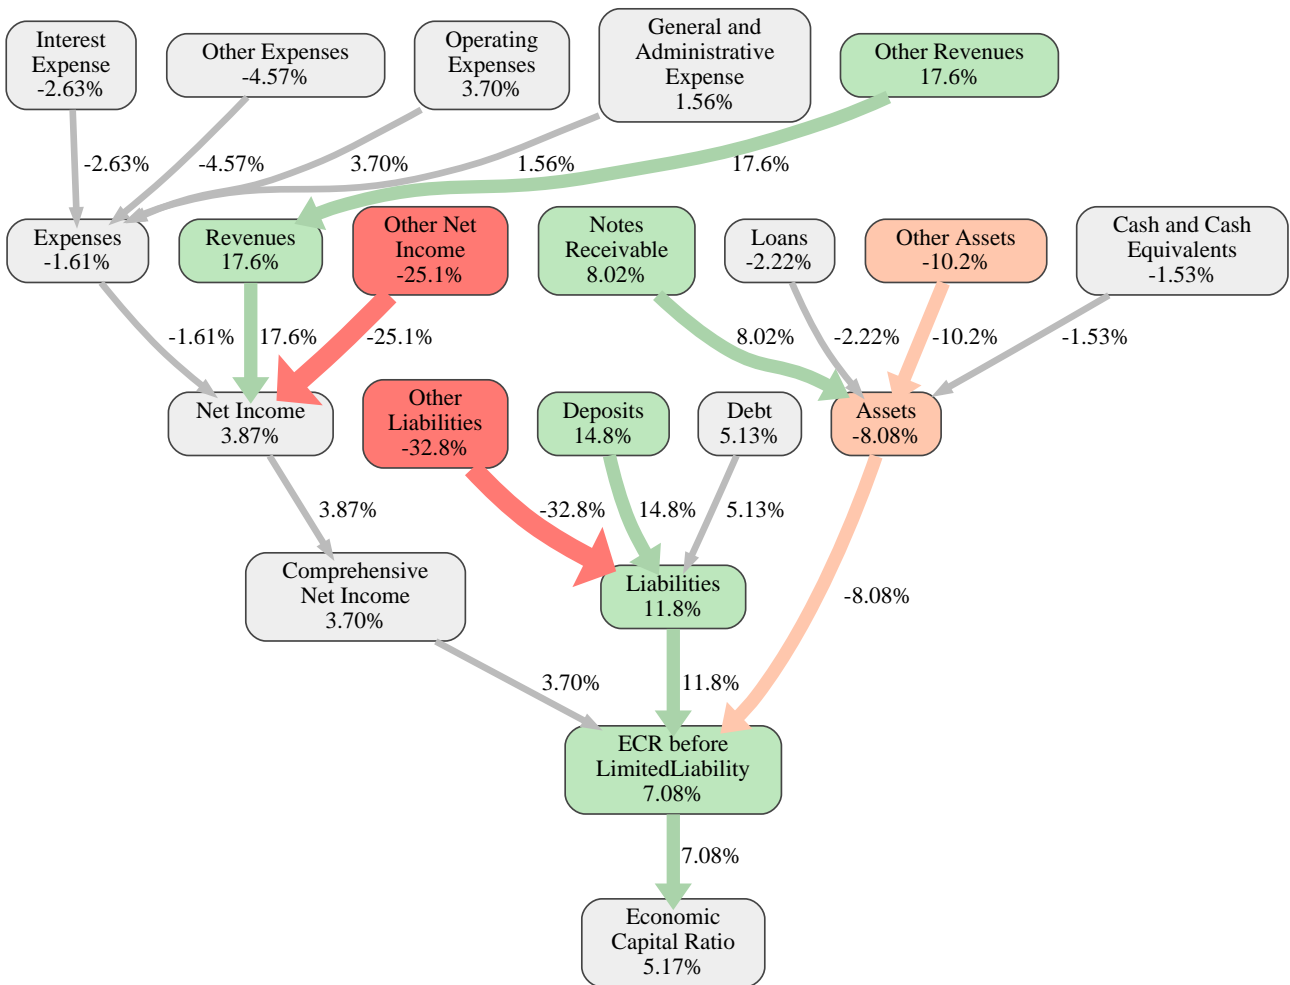 Interest
Expense
-2.63%
Other Expenses
-4.57%
Operating
Expenses
3.70%
General and
Administrative
Expense
1.56%
Other Revenues
17.6%
-2.63%
-4.57%
3.70%
1.56%
17.6%
Expenses
-1.61%
Revenues
17.6%
Other Net
Income
-25.1%
Notes
Receivable
8.02%
Loans
-2.22%
Other Assets
-10.2%
Cash and Cash
Equivalents
-1.53%
-1.61%
17.6%
-25.1%
8.02%
-2.22%
-10.2%
-1.53%
Net Income
3.87%
Other
Liabilities
-32.8%
Deposits
14.8%
Debt
5.13%
Assets
-8.08%
3.87%
-32.8%
14.8%
5.13%
Comprehensive
Net Income
3.70%
Liabilities
11.8%
-8.08%
3.70%
11.8%
ECR before
LimitedLiability
7.08%
7.08%
Economic
Capital Ratio
5.17%